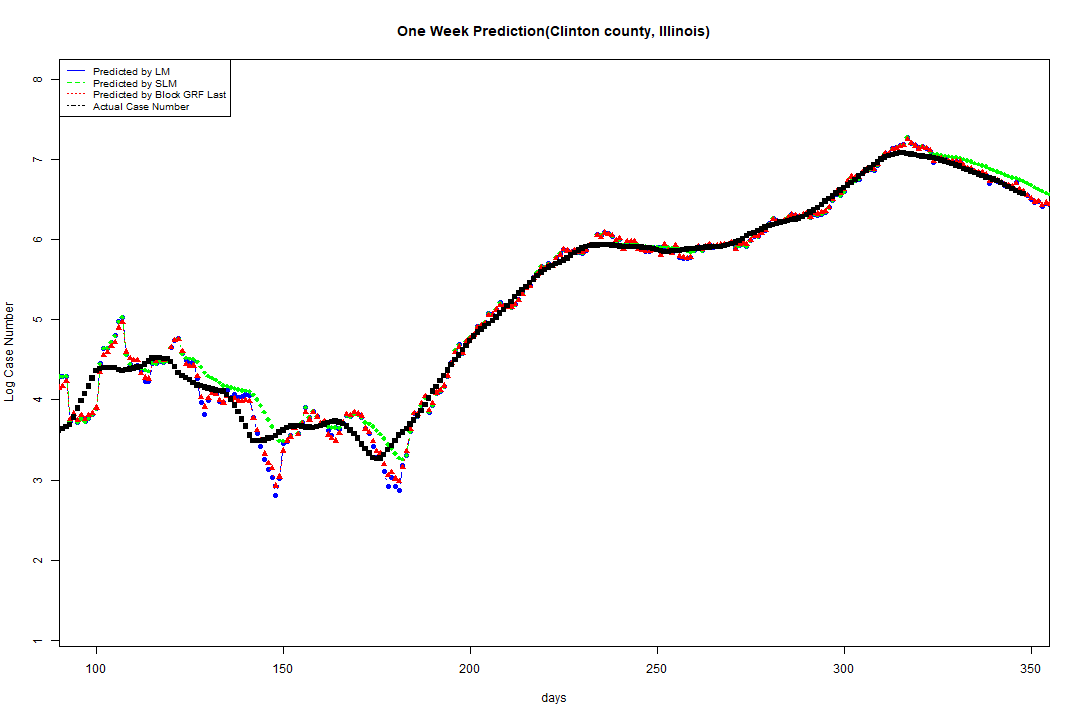 One Week Prediction(Clinton county, Illinois)
Predicted by LM
Predicted by SLM
Predicted by Block GRF Last
Actual Case Number
8
7
6
5
4
3
2
1
Log Case Number
100 150 200 250 300 350
days